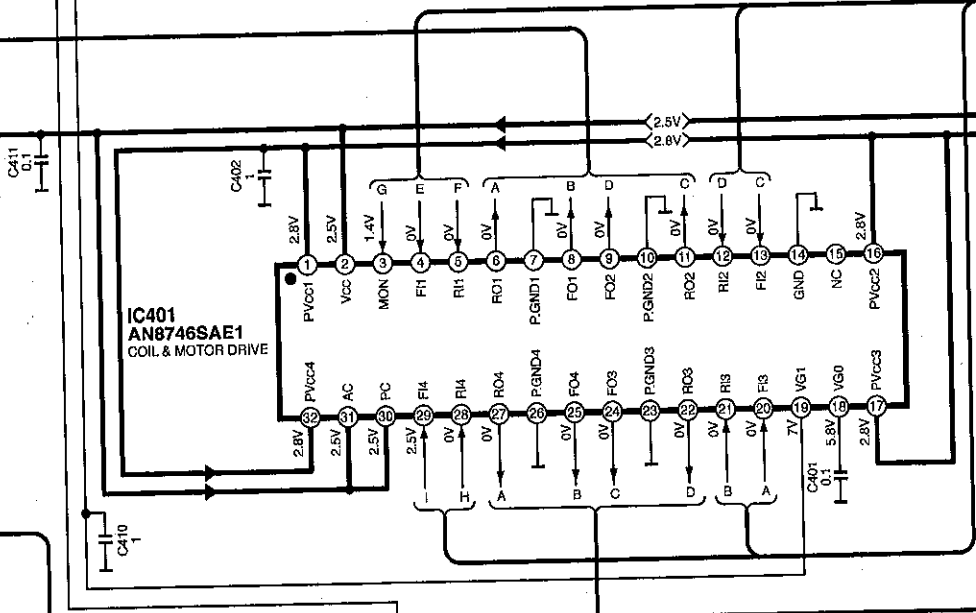 2.5V
2.8V
C411
0.1
C402
1
G E F A B D C D C
2.8V 2.5V 1.4V 0V 0V 0V 0V 0V 0V 0V 0V 2.8V
1 2 3 4 5 6 7 8 9 10 11 12 13 14 15 16
PVcc1 Vcc MON FI1 RI1 RO1 P.GND1 FO1 FO2 P.GND2 RO2 RI2 FI2 GND NC PVcc2
IC401
AN8746SAE1
COIL & MOTOR DRIVE
PVcc4 AC PC FI4 RI4 RO4 P.GND4 FO4 FO3 P.GND3 RO3 RI3 FI3 VG1 VG0 PVcc3
32 31 30 29 28 27 26 25 24 23 22 21 20 19 18 17
2.8V 2.5V 2.5V 2.5V 0V 0V 0V 0V 0V 0V 0V 7V 5.8V 2.8V
C401
0.1
I H A B C D B A
C410
1